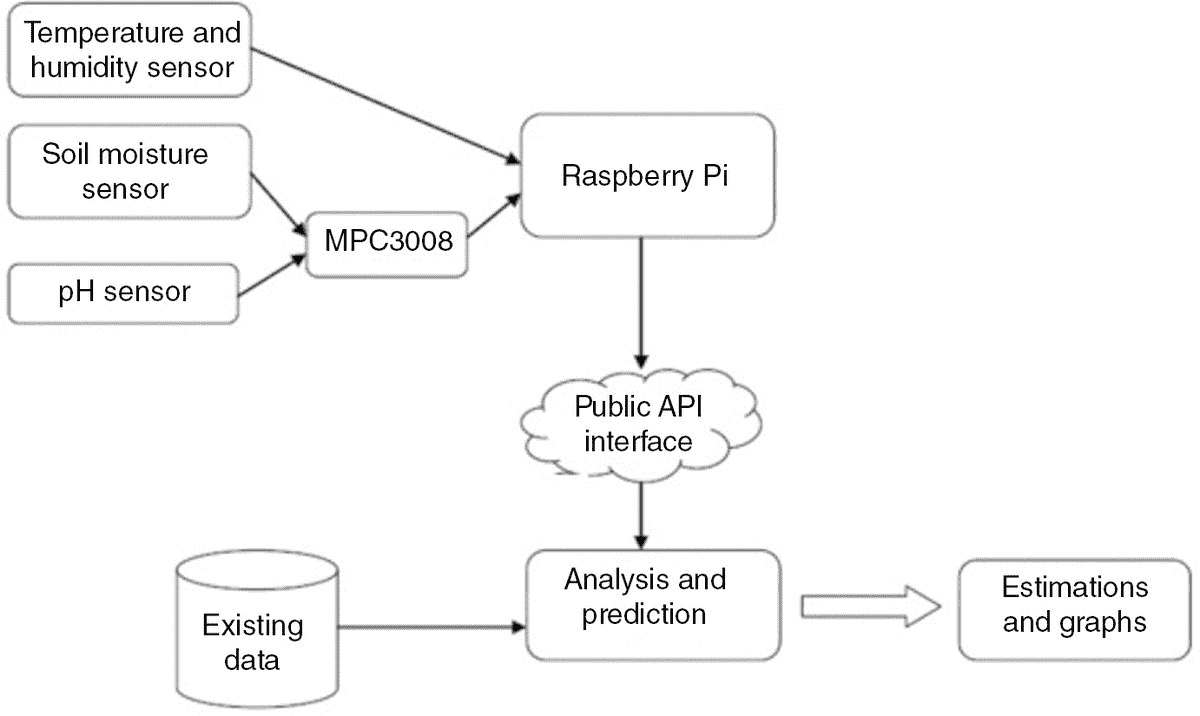 Temperature and
humidity sensor
Soil moisture
sensor
pH sensor
MPC3008
Raspberry Pi
Public API
interface
Existing
data
Analysis and
prediction
Estimations
and graphs